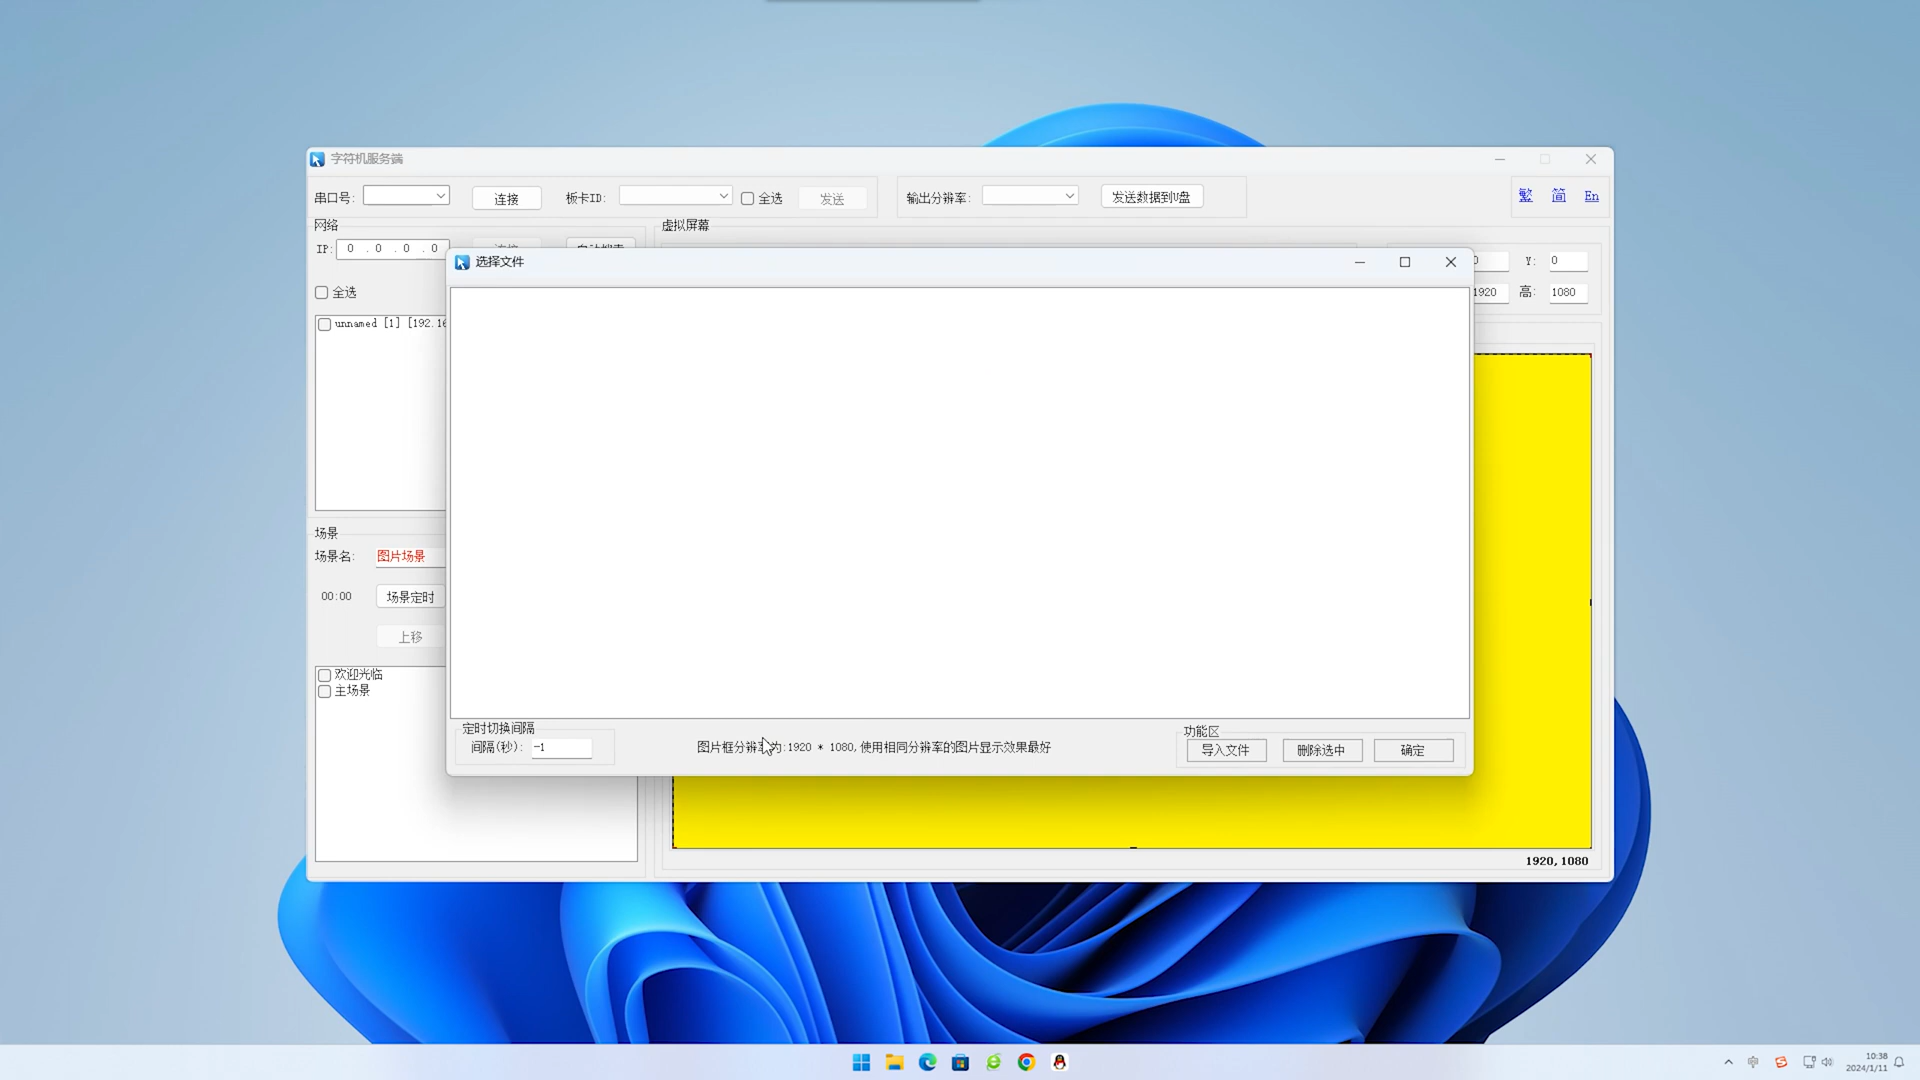 字符机服务端
串口号:
连接
板卡ID:
全选
发送
输出分辨率:
发送数据到U盘
繁
简
En
网络
虚拟屏幕
IP: 0 . 0 . 0 . 0
Y: 0
全选
1920
高: 1080
unnamed [1] [192.16
选择文件
场景
场景名: 图片场景
00:00
场景定时
上移
欢迎光临
主场景
定时切换间隔
间隔(秒): -1
图片框分辨率为:1920 * 1080,使用相同分辨率的图片显示效果最好
功能区
导入文件
删除选中
确定
1920,1080
中
10:38
2024/1/11